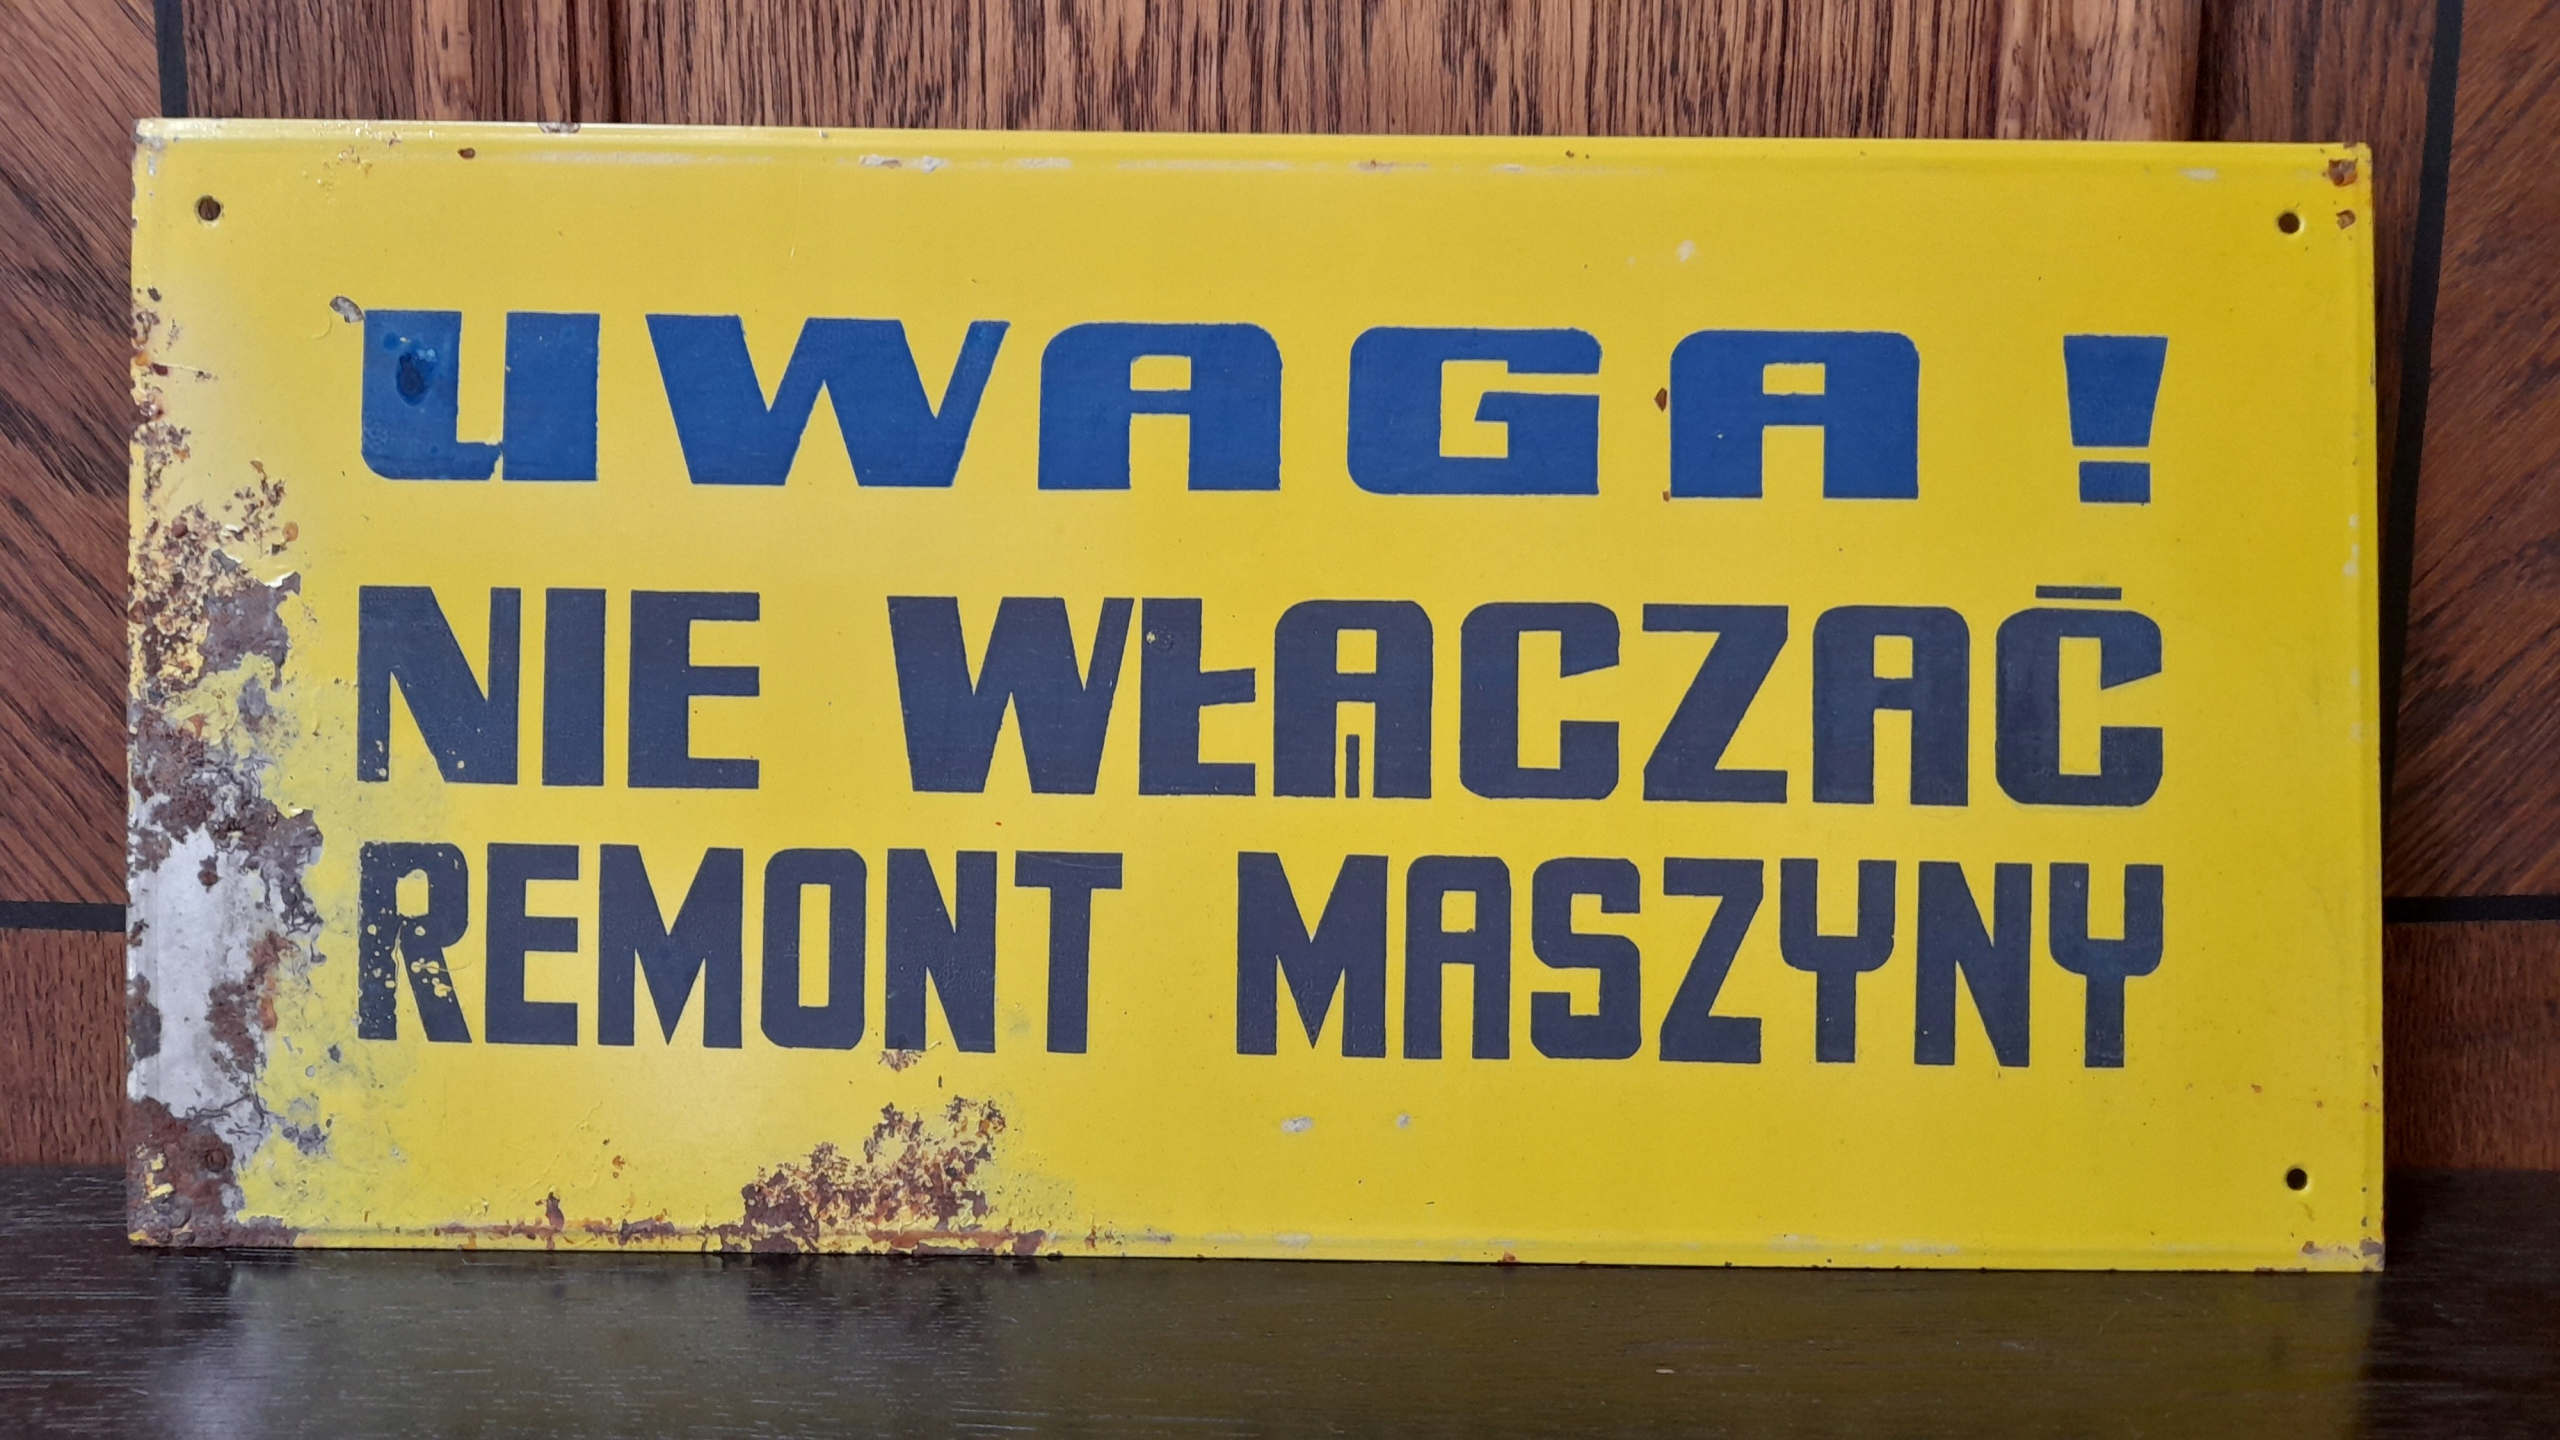 UWAGA !
NIE WŁĄCZAĆ
REMONT MASZYNY